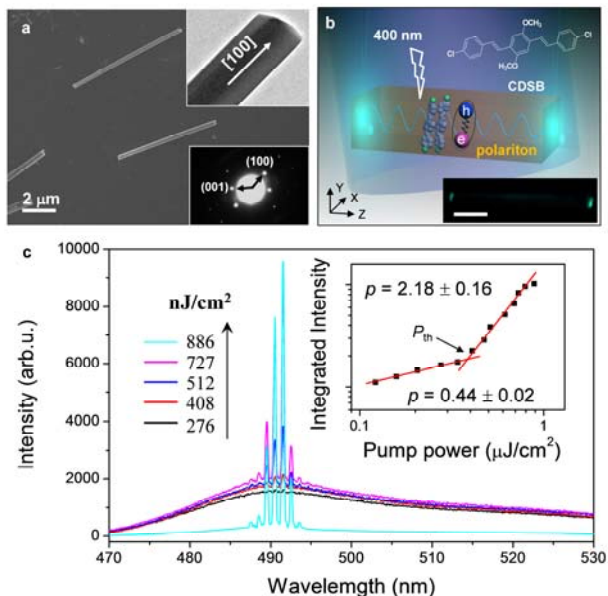 a
[100]
(100)
(001)
2 μm
b
OCH₃
400 nm
Cl
Cl
H₃CO
CDSB
h
e
polariton
Y
X
Z
c
10000
8000
6000
4000
2000
0
Intensity (arb.u.)
nJ/cm²
886
727
512
408
276
p = 2.18 ± 0.16
Pth
p = 0.44 ± 0.02
Integrated Intensity
0.1
1
Pump power (μJ/cm²)
470
480
490
500
510
520
530
Wavelemgth (nm)